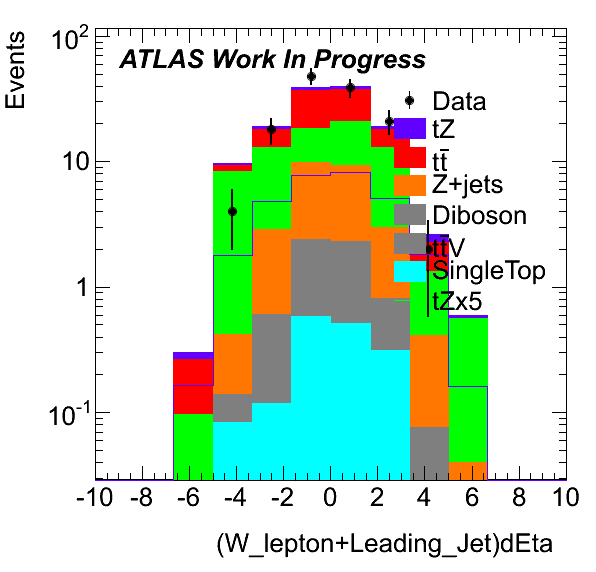 Events
10²
10
1
10⁻¹
ATLAS Work In Progress
Data
tZ
tt̄
Z+jets
Diboson
tt̄V
SingleTop
tZx5
-10 -8 -6 -4 -2 0 2 4 6 8 10
(W_lepton+Leading_Jet)dEta